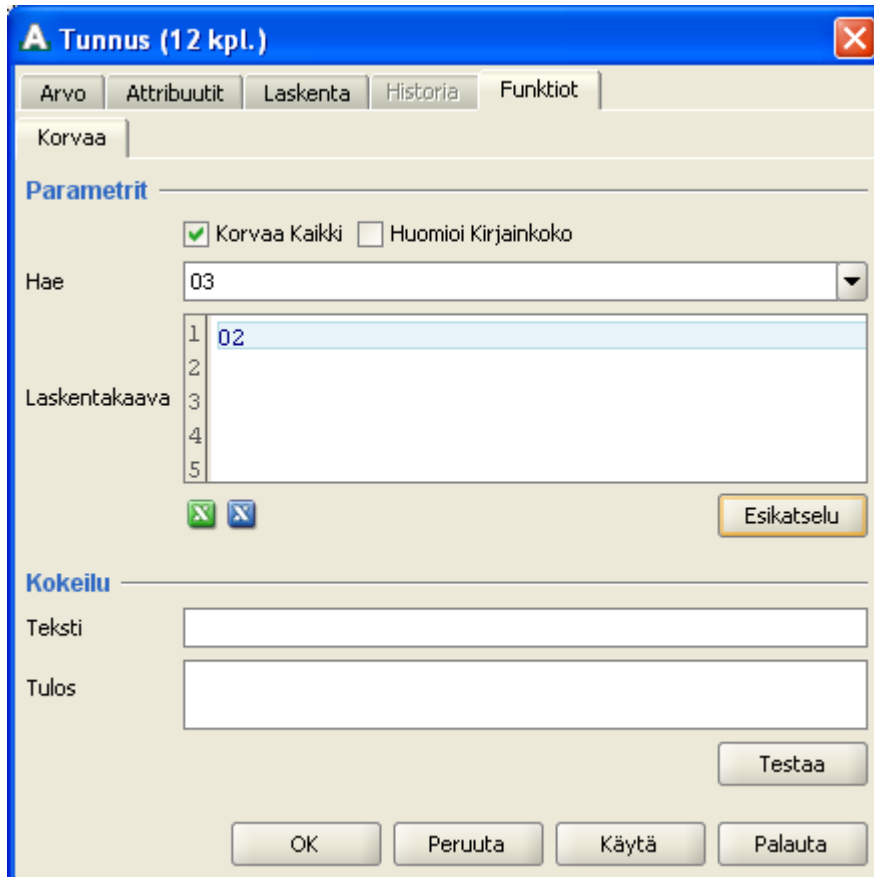 A Tunnus (12 kpl.)
Arvo Attribuutit Laskenta Historia Funktiot
Korvaa
Parametrit
Korvaa Kaikki Huomioi Kirjainkoko
Hae 03
Laskentakaava
1 02
2
3
4
5
Esikatselu
Kokeilu
Teksti
Tulos
Testaa
OK Peruuta Käytä Palauta